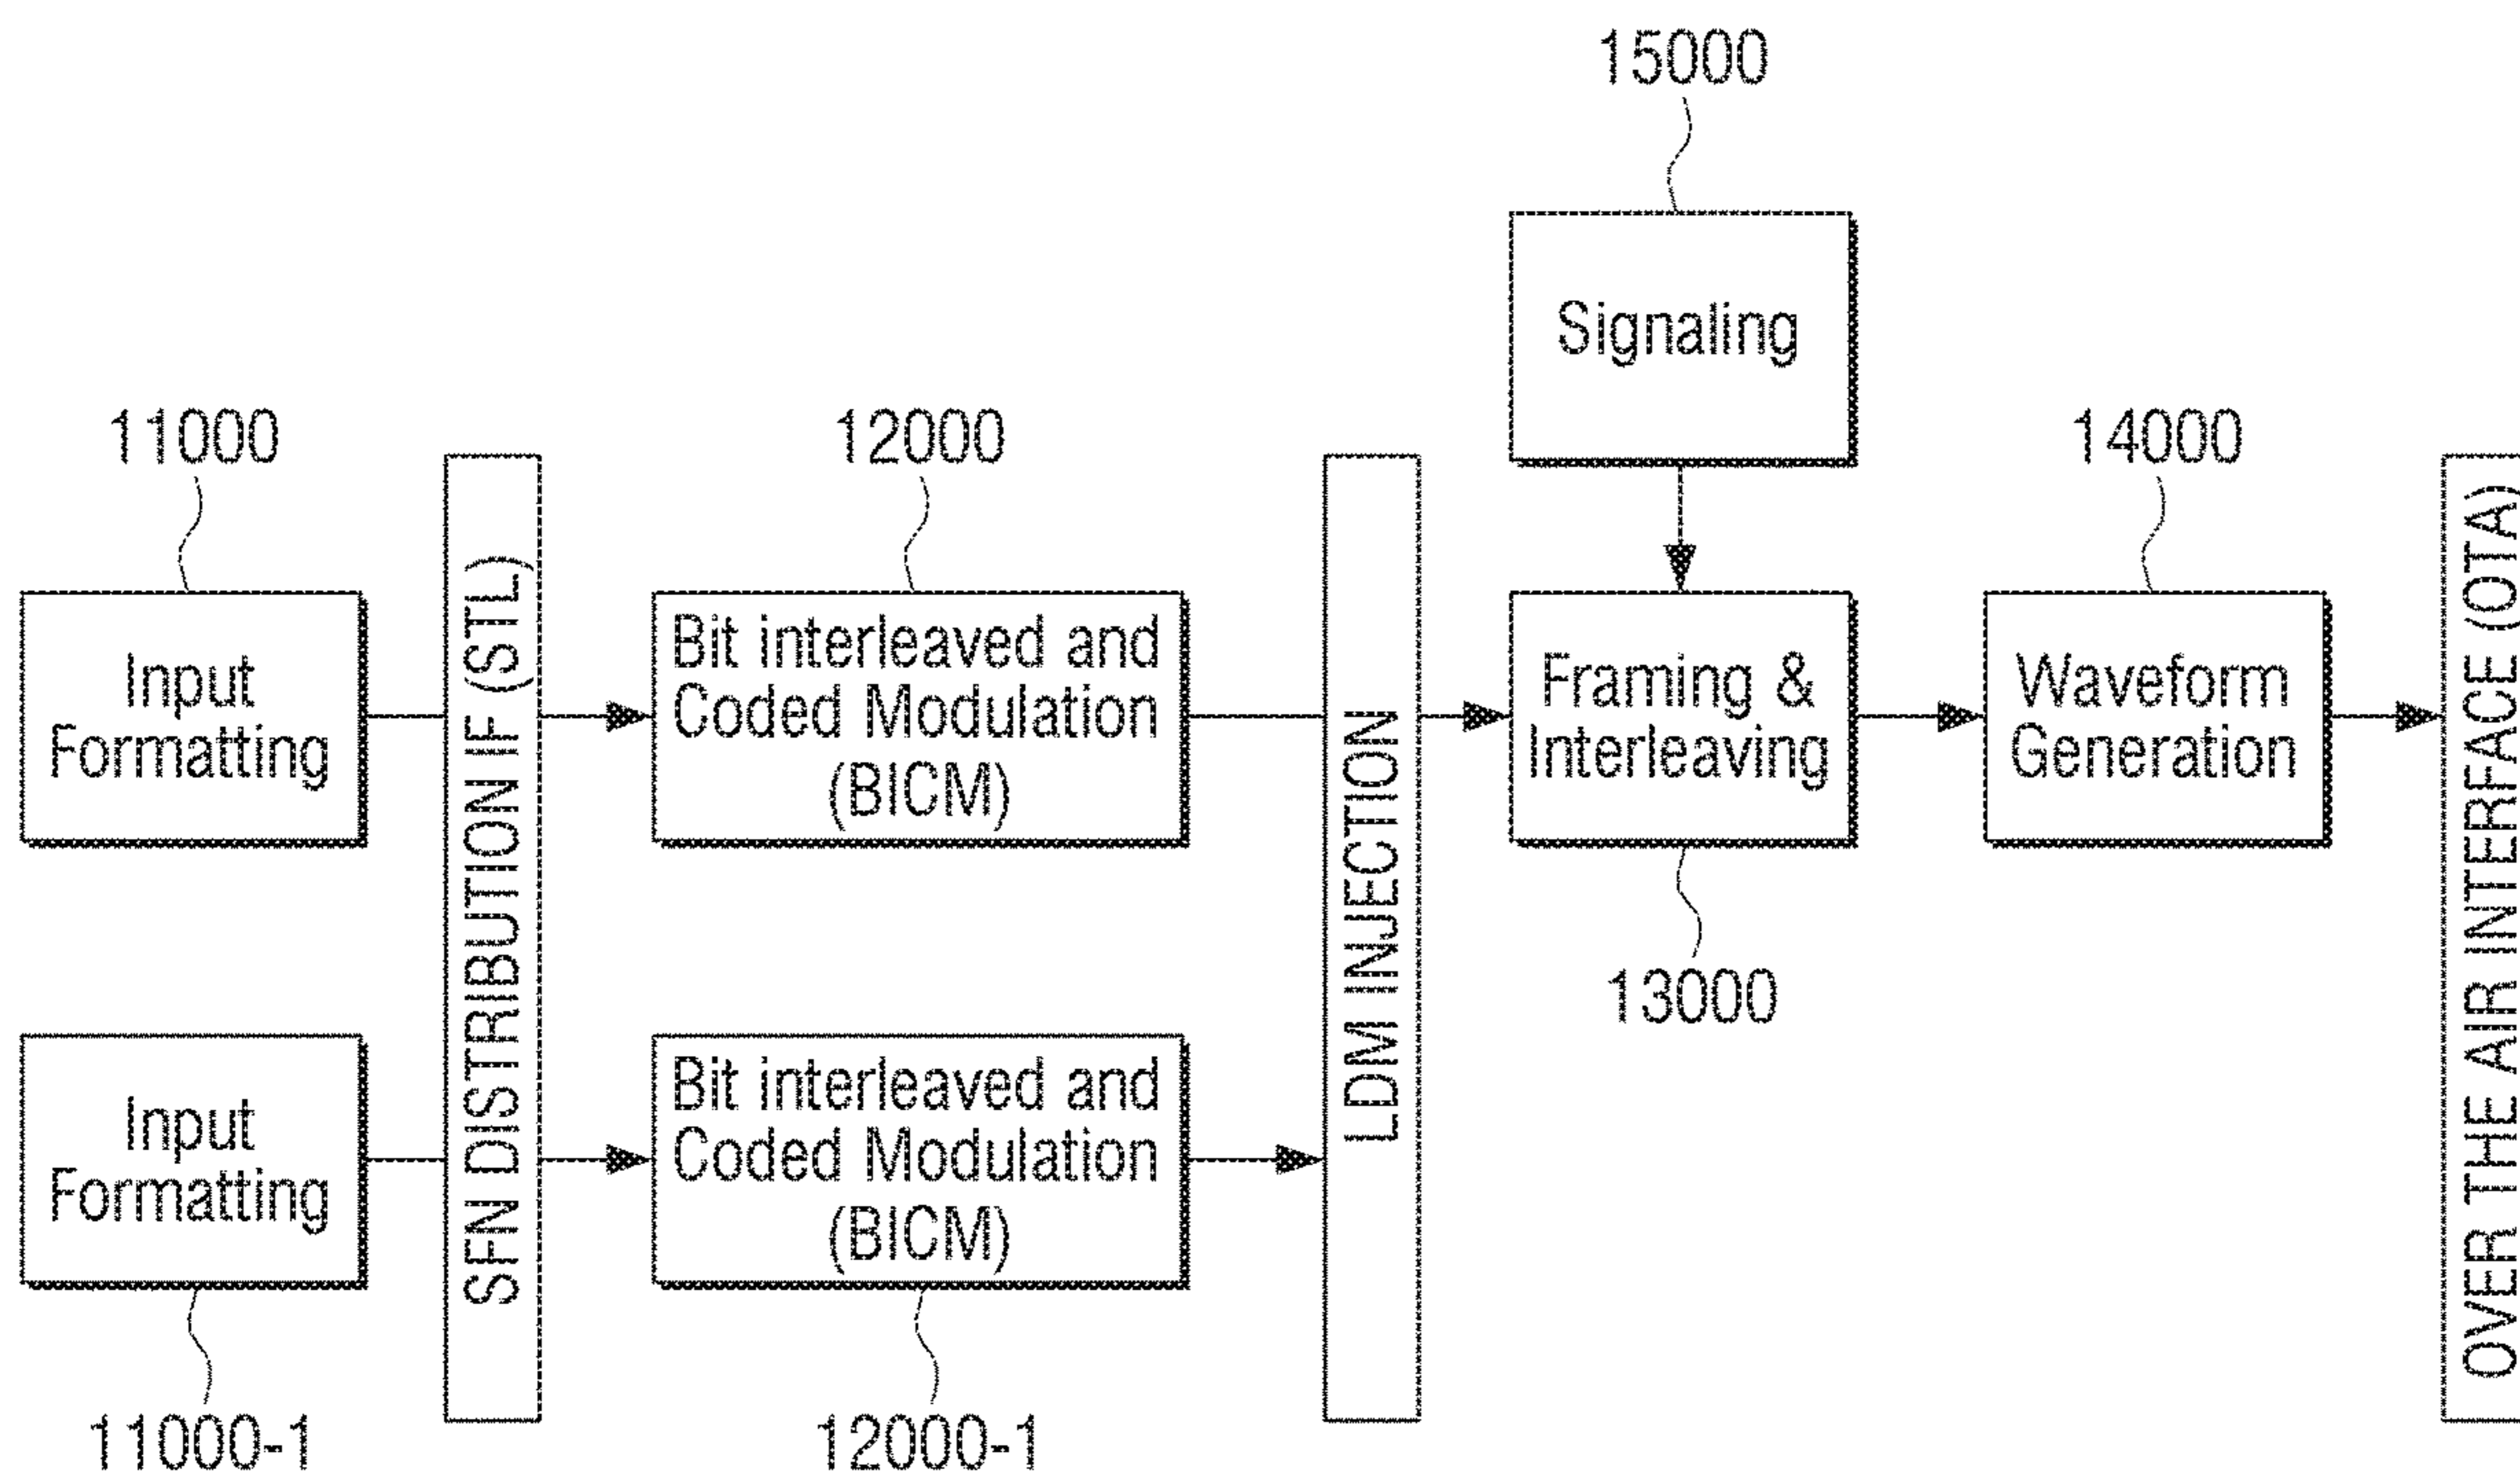 15000
Signaling
11000
12000
14000
Input
Formatting
SFN DISTRIBUTION IF (STL)
Bit interleaved and
Coded Modulation
(BICM)
LDM INJECTION
Framing &
Interleaving
Waveform
Generation
OVER THE AIR INTERFACE (OTA)
13000
Input
Formatting
Bit interleaved and
Coded Modulation
(BICM)
11000-1
12000-1